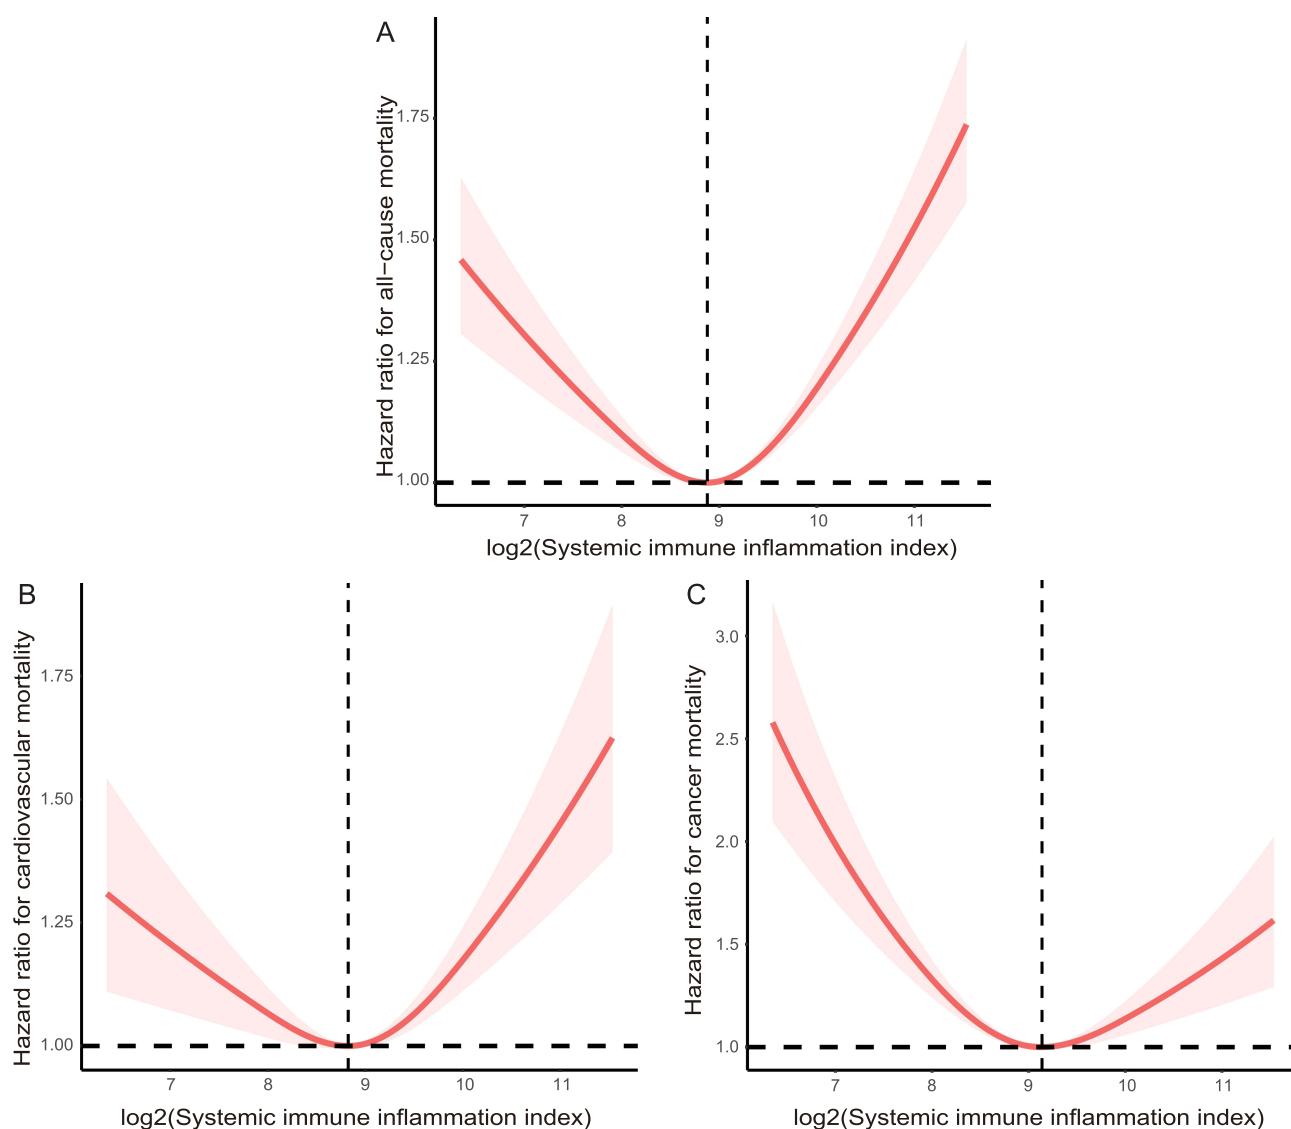 A
Hazard ratio for all−cause mortality
1.75
1.50
1.25
1.00
7 8 9 10 11
log2(Systemic immune inflammation index)
B
Hazard ratio for cardiovascular mortality
1.75
1.50
1.25
1.00
7 8 9 10 11
log2(Systemic immune inflammation index)
C
Hazard ratio for cancer mortality
3.0
2.5
2.0
1.5
1.0
7 8 9 10 11
log2(Systemic immune inflammation index)